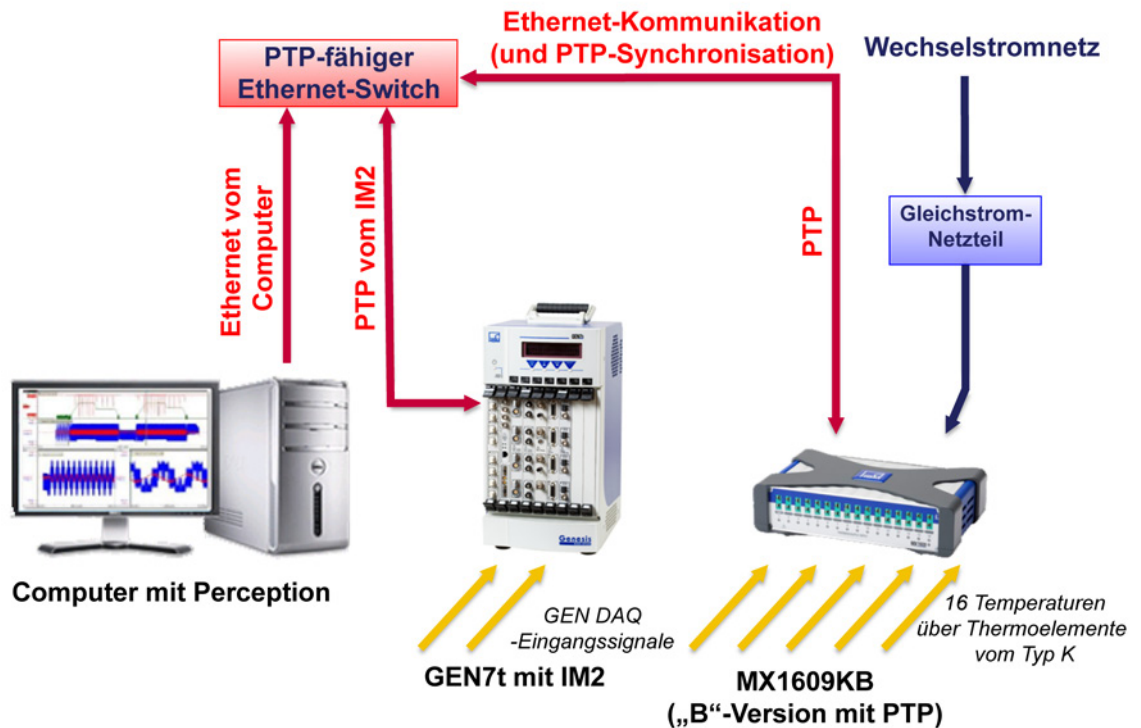 Ethernet-Kommunikation
(und PTP-Synchronisation)
Wechselstromnetz
PTP-fähiger
Ethernet-Switch
Ethernet vom
Computer
PTP vom IM2
PTP
Gleichstrom-
Netzteil
Genesis
Computer mit Perception
GEN DAQ
-Eingangssignale
GEN7t mit IM2
16 Temperaturen
über Thermoelemente
vom Typ K
MX1609KB
(„B“-Version mit PTP)